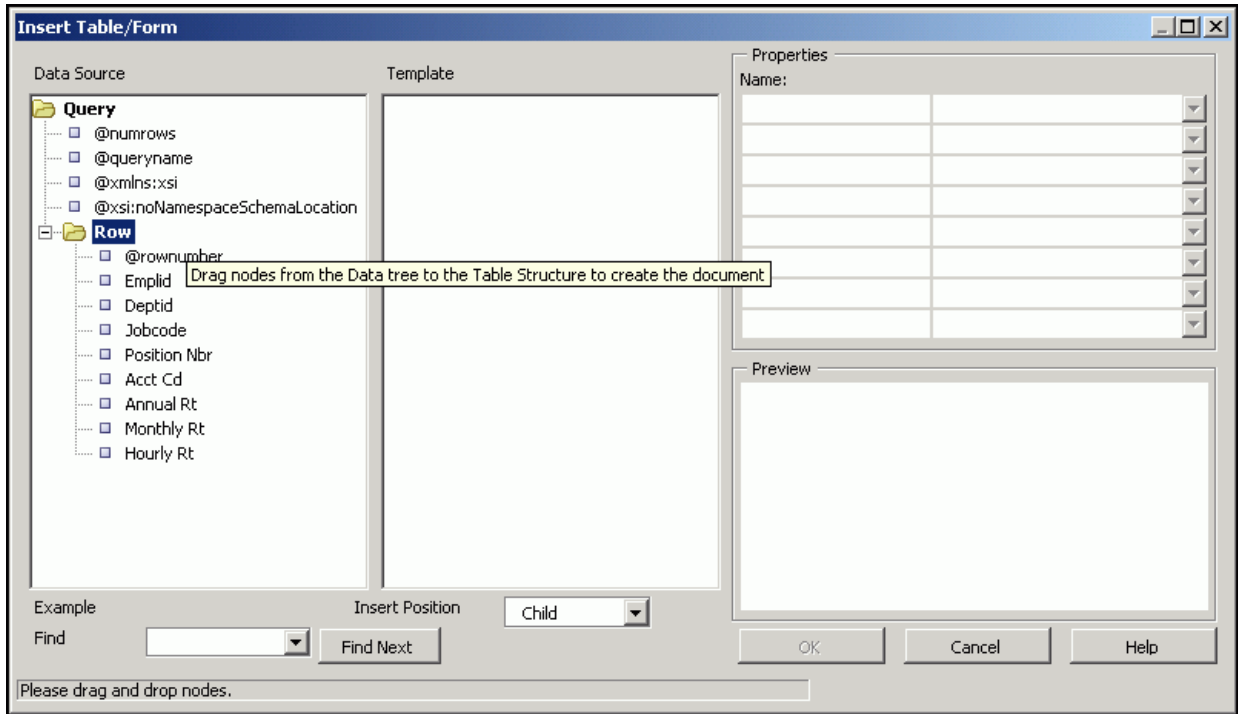 Insert Table/Form
Data Source
Template
Properties
Name:
Query
@numrows
@queryname
@xmlns:xsi
@xsi:noNamespaceSchemaLocation
Row
@rownumber
Drag nodes from the Data tree to the Table Structure to create the document
Emplid
Deptid
Jobcode
Position Nbr
Acct Cd
Annual Rt
Monthly Rt
Hourly Rt
Preview
Example
Insert Position
Child
Find
Find Next
OK
Cancel
Help
Please drag and drop nodes.